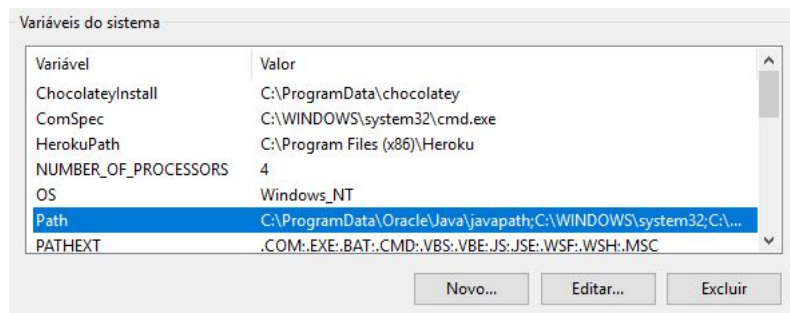 Variáveis do sistema
Variável Valor
ChocolateyInstall C:\ProgramData\chocolatey
ComSpec C:\WINDOWS\system32\cmd.exe
HerokuPath C:\Program Files (x86)\Heroku
NUMBER_OF_PROCESSORS 4
OS Windows_NT
Path C:\ProgramData\Oracle\Java\javapath;C:\WINDOWS\system32;C:\...
PATHEXT .COM;.EXE;.BAT;.CMD;.VBS;.VBE;.JS;.JSE;.WSF;.WSH;.MSC
Novo... Editar... Excluir